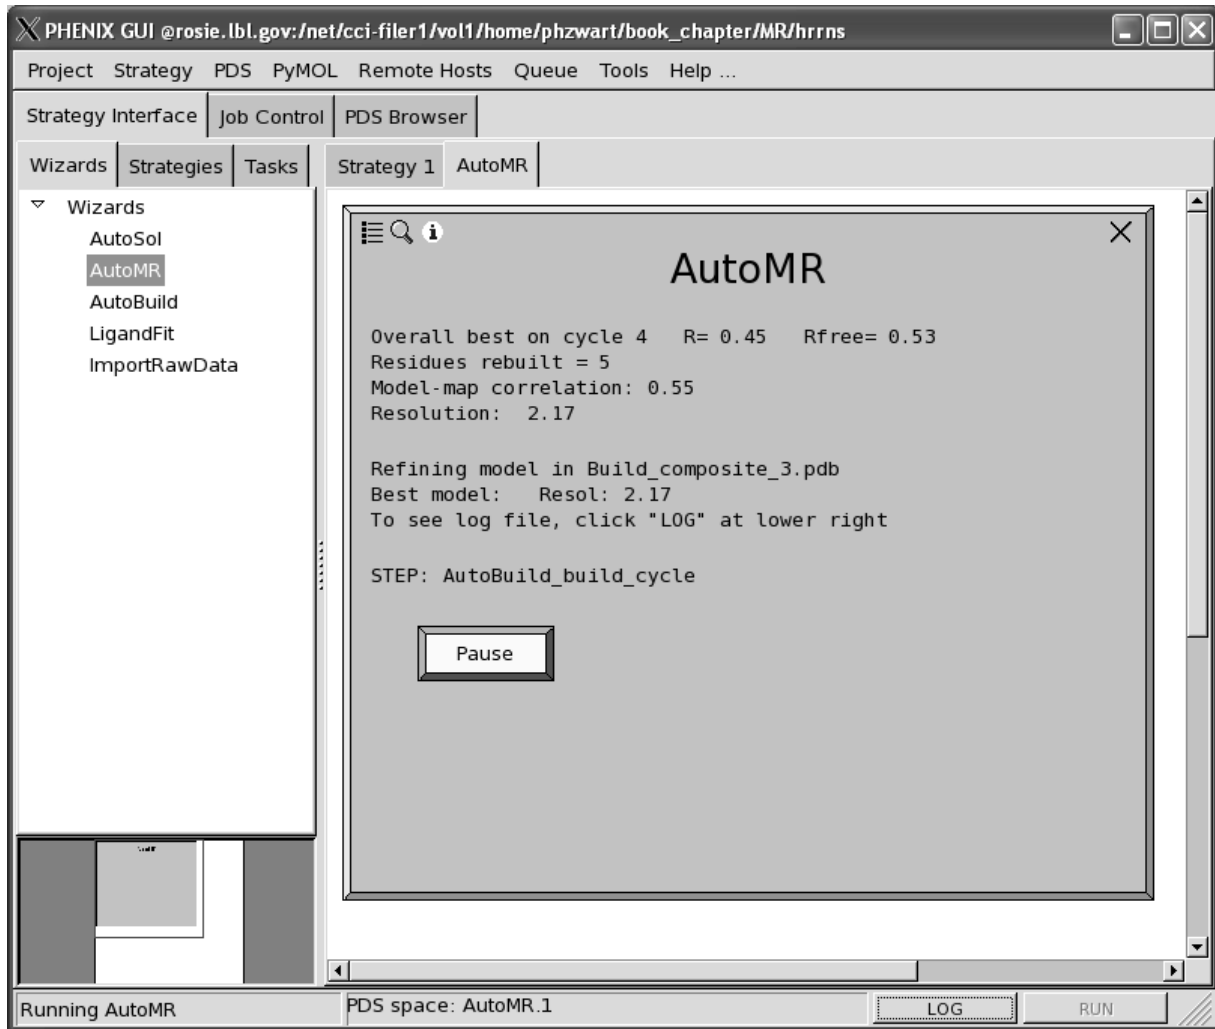 PHENIX GUI @rosie.lbl.gov:/net/cci-filer1/vol1/home/phzwart/book_chapter/MR/hrrns
Project Strategy PDS PyMOL Remote Hosts Queue Tools Help ...
Strategy Interface Job Control PDS Browser
Wizards Strategies Tasks
Strategy 1 AutoMR
Wizards
AutoSol
AutoMR
AutoBuild
LigandFit
ImportRawData
AutoMR
Overall best on cycle 4 R= 0.45 Rfree= 0.53
Residues rebuilt = 5
Model-map correlation: 0.55
Resolution: 2.17
Refining model in Build_composite_3.pdb
Best model: Resol: 2.17
To see log file, click "LOG" at lower right
STEP: AutoBuild_build_cycle
Pause
Running AutoMR
PDS space: AutoMR.1
LOG
RUN